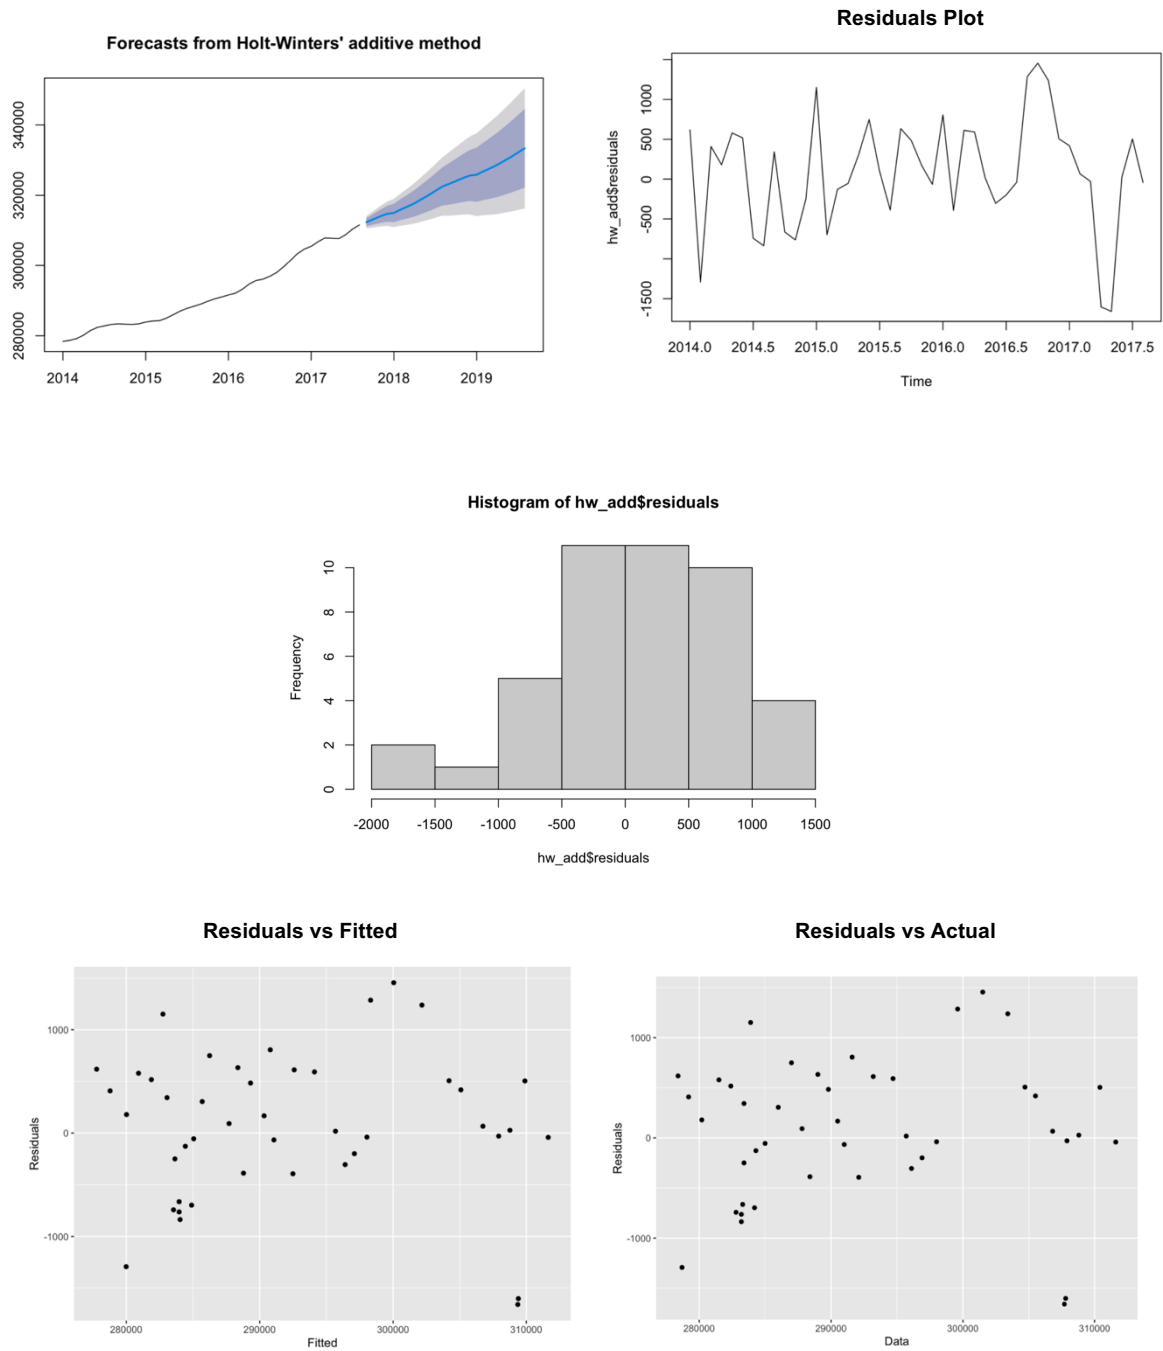 Forecasts from Holt-Winters' additive method
340000
320000
300000
280000
2014 2015 2016 2017 2018 2019
Residuals Plot
hw_add$residuals
1000
500
0
-500
-1500
2014.0 2014.5 2015.0 2015.5 2016.0 2016.5 2017.0 2017.5
Time
Histogram of hw_add$residuals
Frequency
10
8
6
4
2
0
-2000 -1500 -1000 -500 0 500 1000 1500
hw_add$residuals
Residuals vs Fitted
Residuals
1000
0
-1000
280000 290000 300000 310000
Fitted
Residuals vs Actual
Residuals
1000
0
-1000
280000 290000 300000 310000
Data